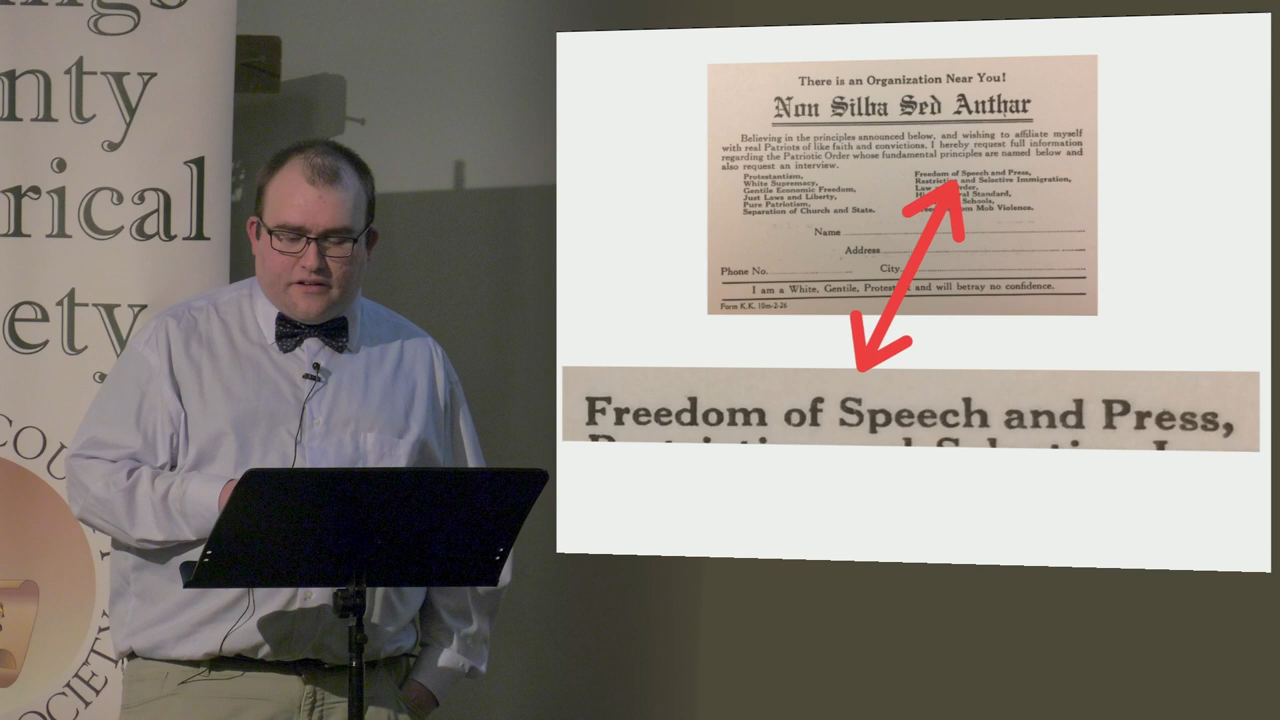 ngs
nty
rical
ety
COU
SOCIETY
There is an Organization Near You!
Non Silba Sed Anthar
Believing in the principles announced below, and wishing to affiliate myself
with real Patriots of like faith and convictions. I hereby request full information
regarding the Patriotic Order whose fundamental principles are named below and
also request an interview.
Protestantism,
White Supremacy,
Gentile Economic Freedom,
Just Laws and Liberty,
Pure Patriotism,
Separation of Church and State.
Freedom of Speech and Press,
Restriction and Selective Immigration,
Law
Standard,
Schools,
Mob Violence.
Name
Address
Phone No.
City
I am a White, Gentile, Protestant and will betray no confidence.
Form K.K. 10m-2-26
Freedom of Speech and Press,